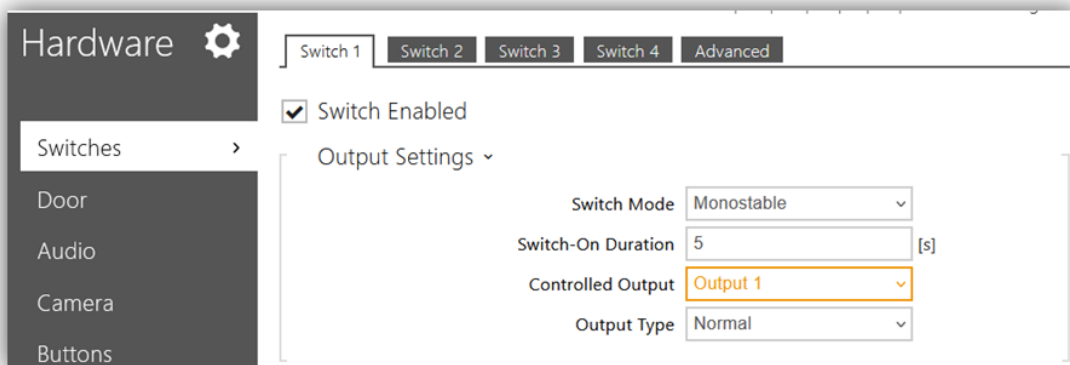 Hardware
Switch 1 Switch 2 Switch 3 Switch 4 Advanced
Switch Enabled
Switches
Output Settings
Door
Switch Mode Monostable
Audio
Switch-On Duration 5 [s]
Camera
Controlled Output Output 1
Output Type Normal
Buttons